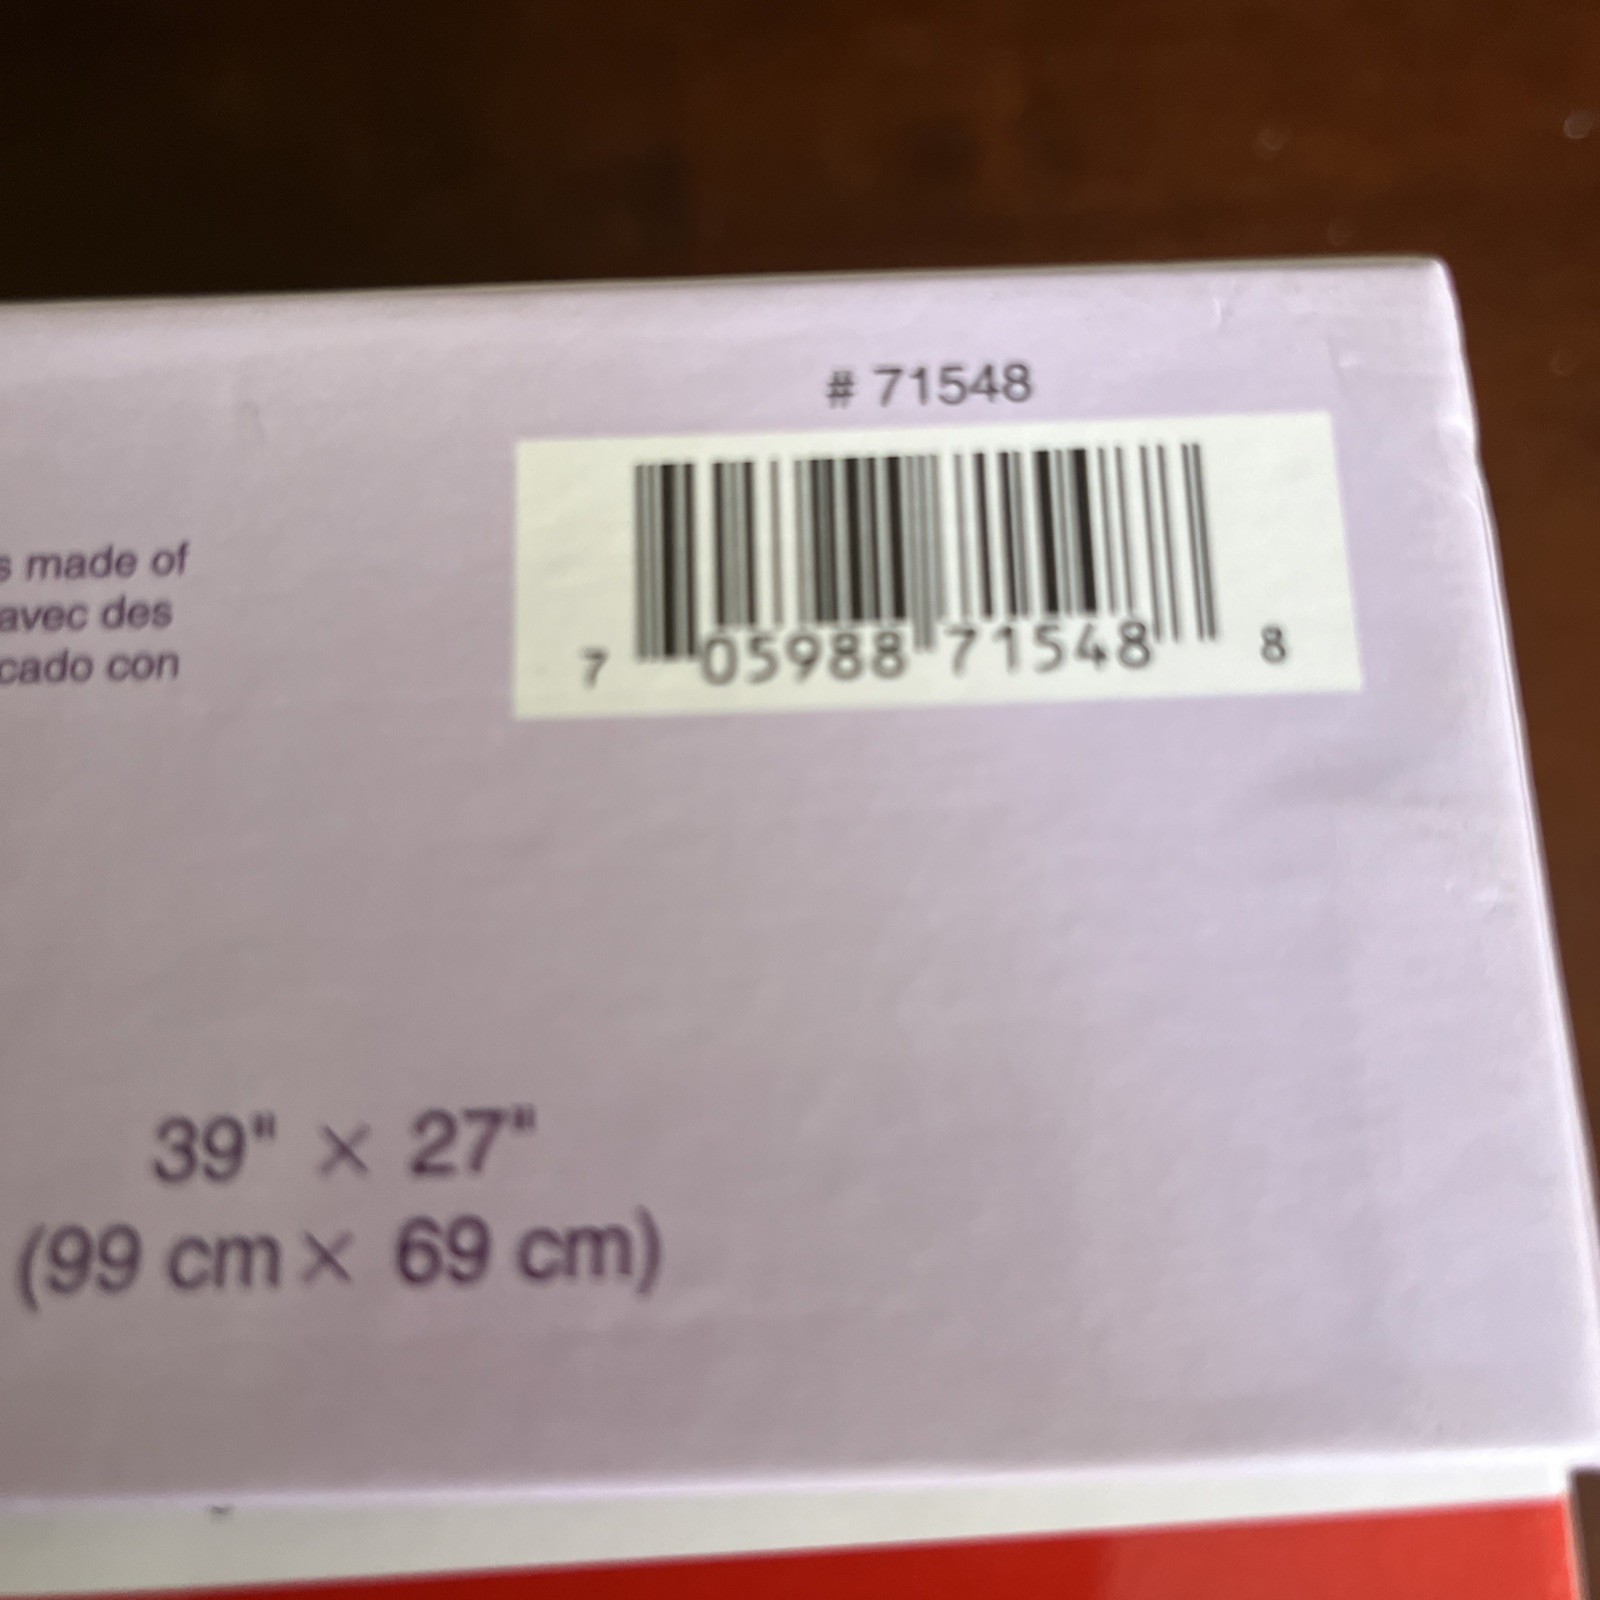 # 71548
7 05988 71548 8
s made of
avec des
cado con
39" × 27"
(99 cm × 69 cm)